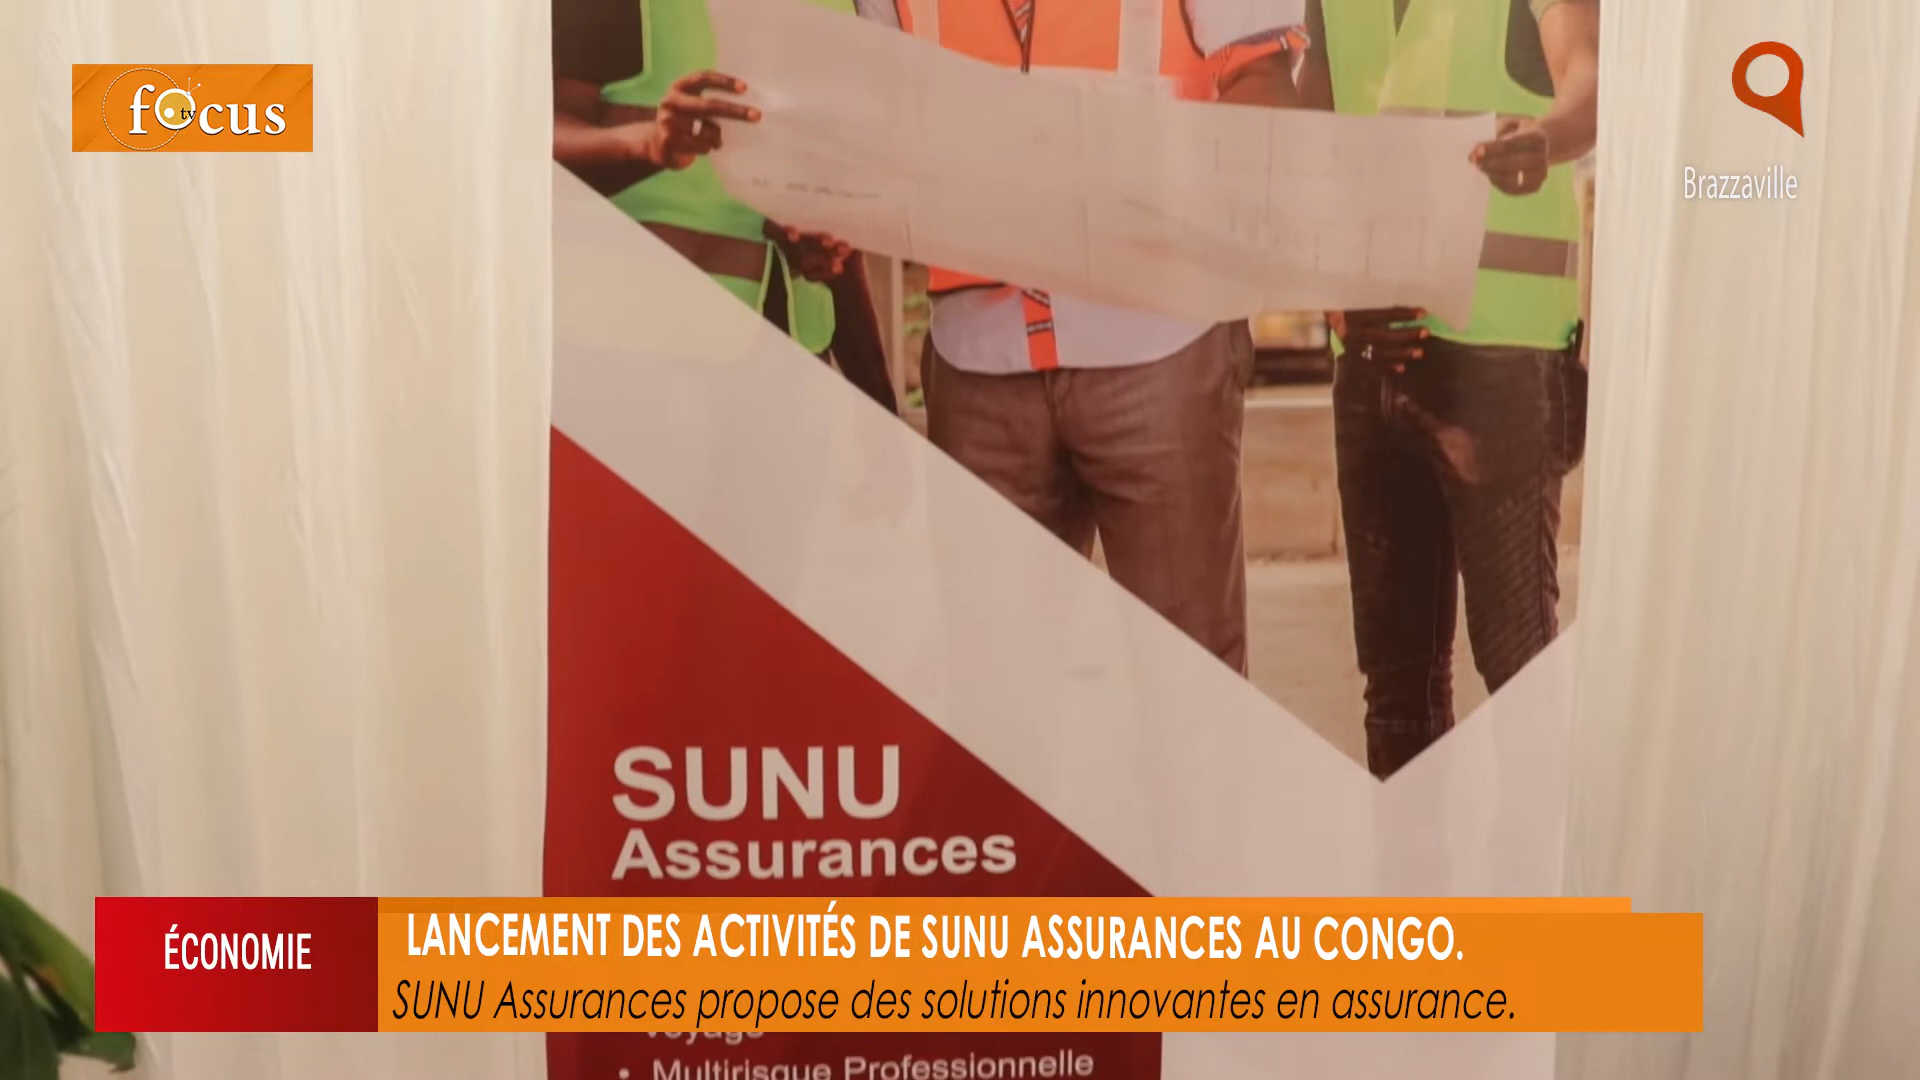 focus
tv
Brazzaville
SUNU
Assurances
ÉCONOMIE
LANCEMENT DES ACTIVITÉS DE SUNU ASSURANCES AU CONGO.
SUNU Assurances propose des solutions innovantes en assurance.
Voyage
• Multirisque Professionnelle